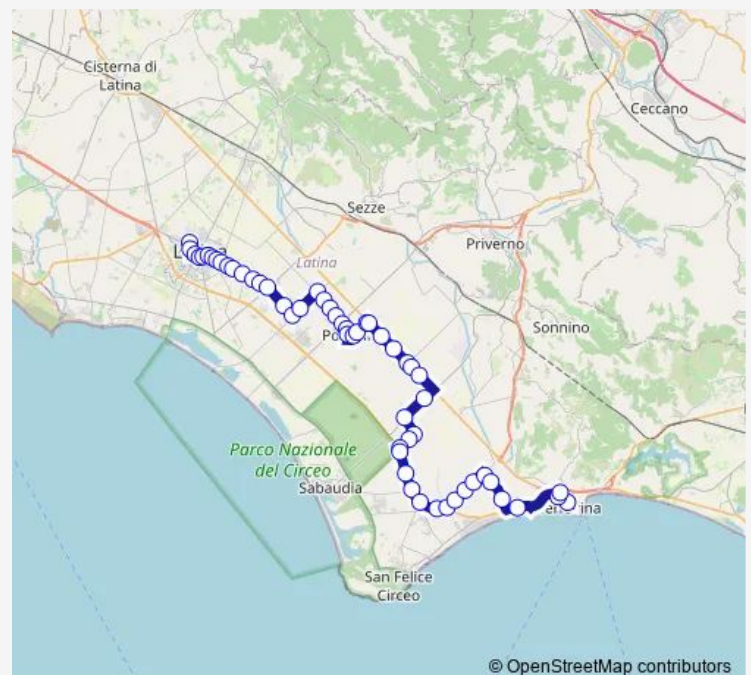 Cisterna di
Latina
Ceccano
Sezze
Priverno
Latina
Sonnino
Parco Nazionale
del Circeo
Sabaudia
San Felice
Circeo
© OpenStreetMap contributors